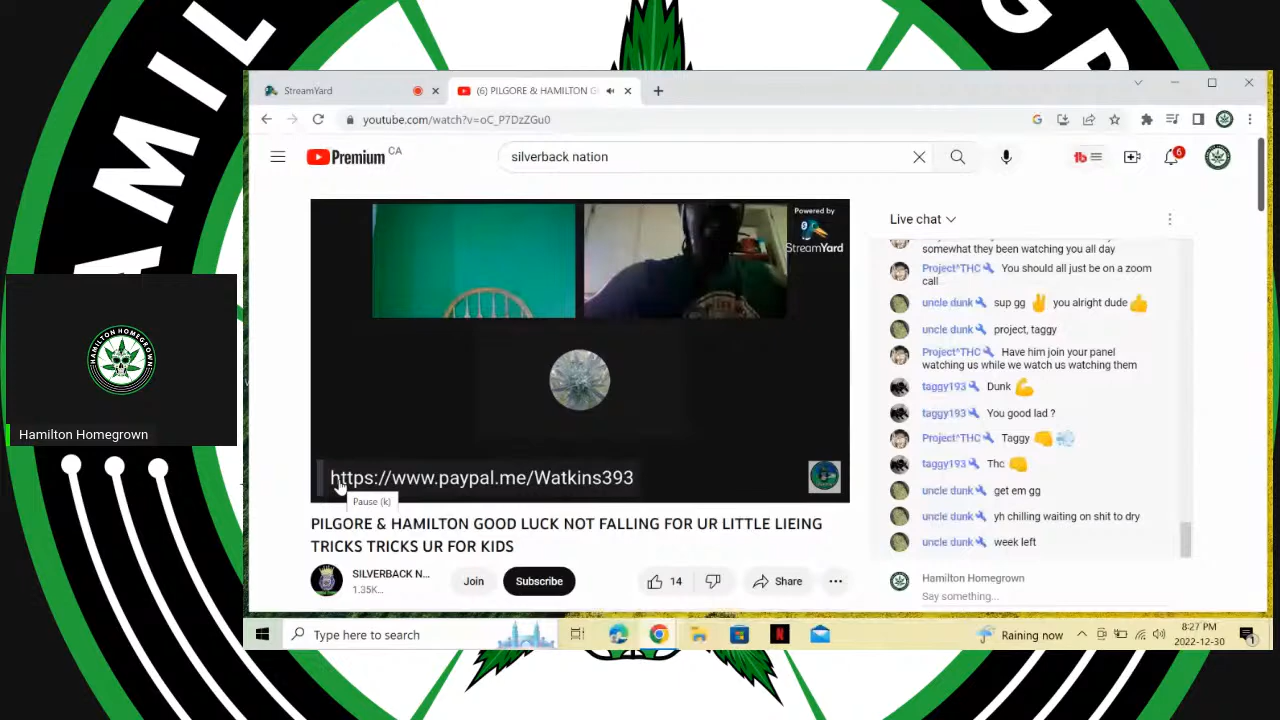 AMIL
GR
StreamYard
(6) PILGORE & HAMILTON G
youtube.com/watch?v=oC_P7DzZGu0
Premium CA
silverback nation
6
Powered by
StreamYard
https://www.paypal.me/Watkins393
Pause (k)
Live chat
somewhat they been watching you all day
Project^THC You should all just be on a zoom
call
uncle dunk sup gg ✌ you alright dude 👍
uncle dunk project, taggy
Project^THC Have him join your panel
watching us while we watch us watching them
taggy193 Dunk 💪
taggy193 You good lad ?
Project^THC Taggy 👊 💨
taggy193 Thc 👊
uncle dunk get em gg
uncle dunk yh chilling waiting on shit to dry
uncle dunk week left
Hamilton Homegrown
Say something...
PILGORE & HAMILTON GOOD LUCK NOT FALLING FOR UR LITTLE LIEING
TRICKS TRICKS UR FOR KIDS
SILVERBACK N...
1.35K...
Join
Subscribe
14
Share
HAMILTON HOMEGROWN
Hamilton Homegrown
Type here to search
Raining now
8:27 PM
2022-12-30
1